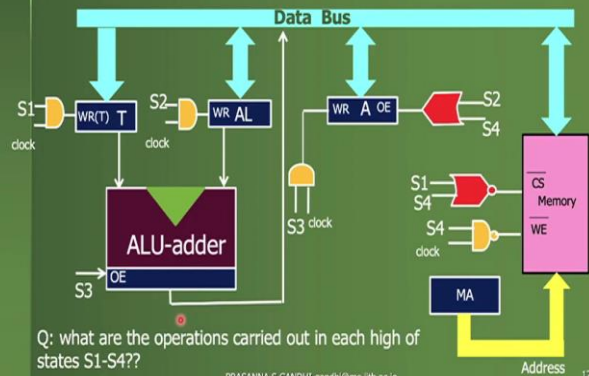 Data Bus
S1
WR(T) T
clock
S2
WR AL
clock
WR A OE
S2
S4
S3 clock
S1
S4
CS
Memory
S4
clock
WE
ALU-adder
OE
S3
MA
Q: what are the operations carried out in each high of
states S1-S4??
Address